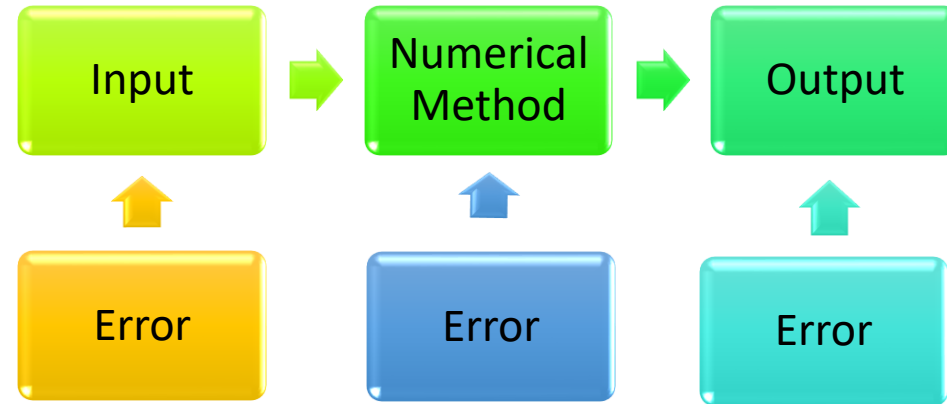 Input
Numerical
Method
Output
Error
Error
Error